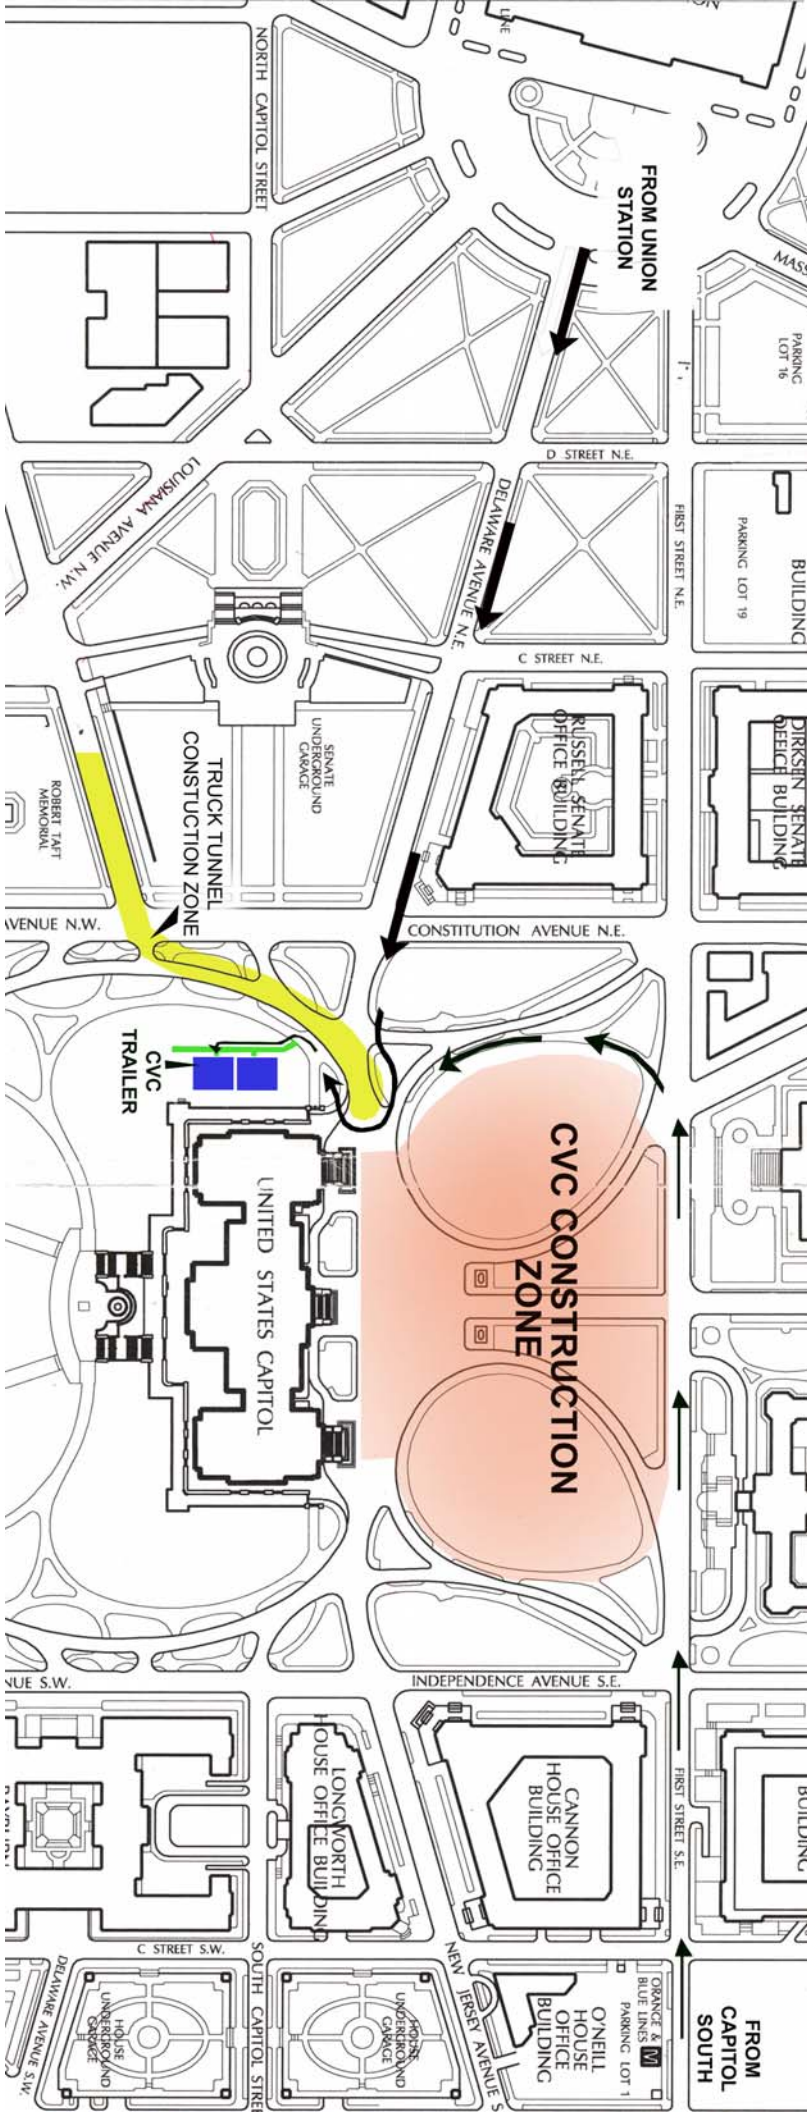 LINE
NORTH CAPITOL STREET
FROM UNION
STATION
MASS
PARKING
LOT 16
D STREET N.E.
LOUISIANA AVENUE N.W.
DELAWARE AVENUE N.E.
FIRST STREET N.E.
PARKING LOT 19
BUILDING
C STREET N.E.
RUSSELL SENATE
OFFICE BUILDING
DIRKSEN SENATE
OFFICE BUILDING
SENATE
UNDERGROUND
GARAGE
TRUCK TUNNEL
CONSTUCTION ZONE
ROBERT TAFT
MEMORIAL
AVENUE N.W.
CONSTITUTION AVENUE N.E.
CVC
TRAILER
CVC CONSTRUCTION
ZONE
UNITED STATES CAPITOL
NUE S.W.
INDEPENDENCE AVENUE S.E.
LONGWORTH
OUSE OFFICE BUILDING
CANNON
HOUSE OFFICE
BUILDING
FIRST STREET S.E.
BUILDING
C STREET S.W.
DELAWARE AVENUE S.W.
HOUSE
UNDERGROUND
GARAGE
SOUTH CAPITOL STREE
HOUSE
UNDERGROUND
GARAGE
NEW JERSEY AVENUE S
O'NEILL
HOUSE
OFFICE
BUILDING
ORANGE &
BLUE LINES M
PARKING LOT 1
FROM
CAPITOL
SOUTH